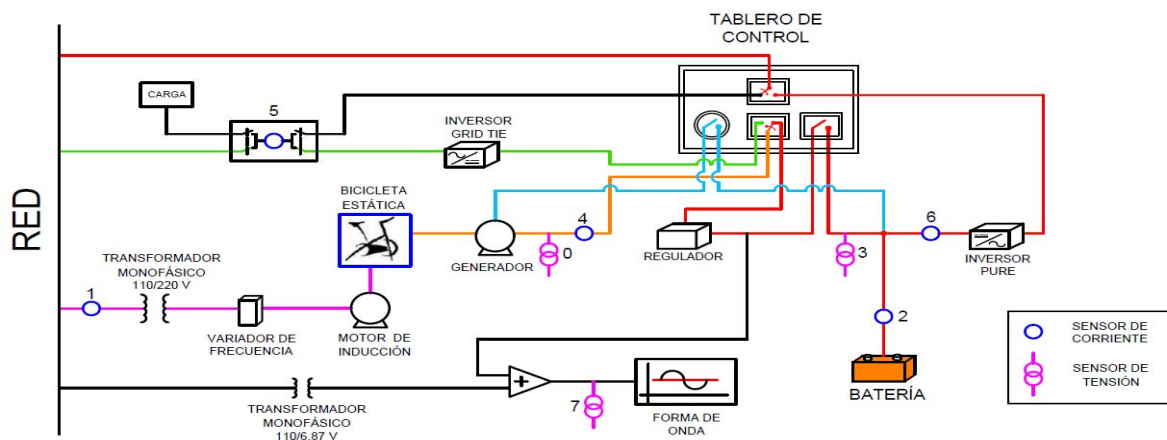 TABLERO DE
CONTROL
CARGA
5
INVERSOR
GRID TIE
RED
BICICLETA
ESTÁTICA
4
6
GENERADOR
0
REGULADOR
3
INVERSOR
PURE
TRANSFORMADOR
MONOFÁSICO
110/220 V
1
VARIADOR DE
FRECUENCIA
MOTOR DE
INDUCCIÓN
2
BATERÍA
SENSOR DE
CORRIENTE
SENSOR DE
TENSIÓN
+
7
FORMA DE
ONDA
TRANSFORMADOR
MONOFÁSICO
110/6,87 V